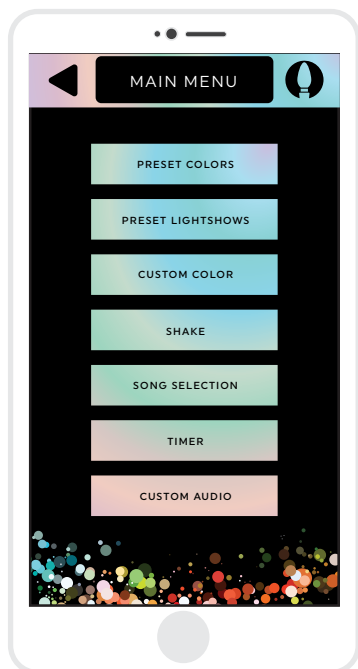 MAIN MENU
PRESET COLORS
PRESET LIGHTSHOWS
CUSTOM COLOR
SHAKE
SONG SELECTION
TIMER
CUSTOM AUDIO